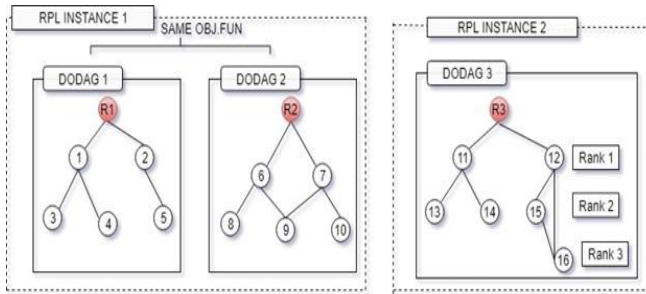 RPL INSTANCE 1
SAME OBJ.FUN
DODAG 1
R1
1
2
3
4
5
DODAG 2
R2
6
7
8
9
10
RPL INSTANCE 2
DODAG 3
R3
11
12
Rank 1
13
14
15
Rank 2
16
Rank 3